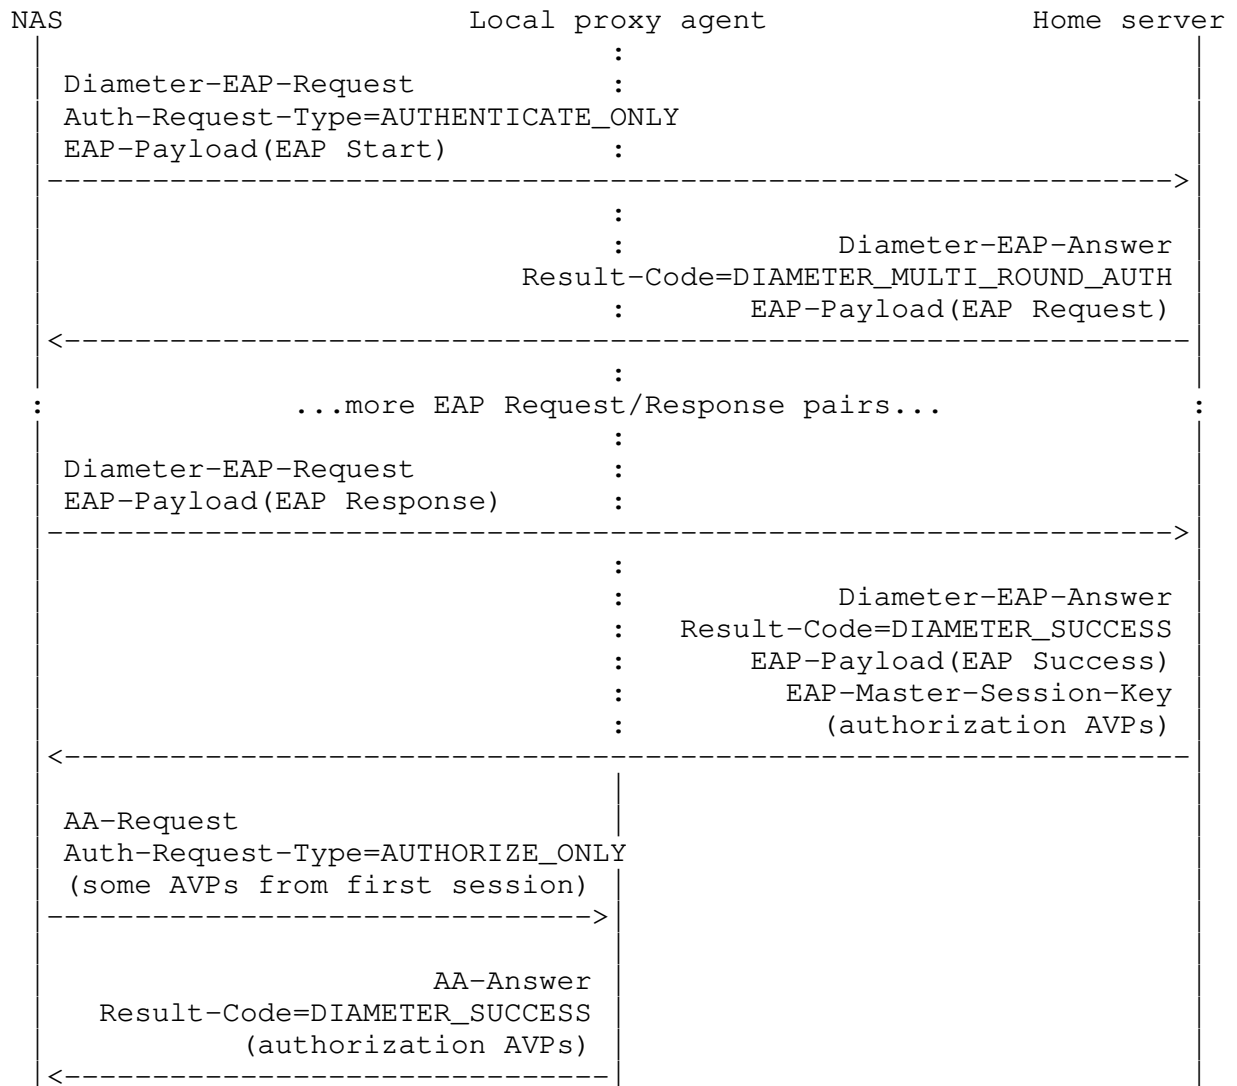 NAS Local proxy agent Home server
Diameter-EAP-Request
Auth-Request-Type=AUTHENTICATE_ONLY
EAP-Payload(EAP Start)
Diameter-EAP-Answer
Result-Code=DIAMETER_MULTI_ROUND_AUTH
EAP-Payload(EAP Request)
...more EAP Request/Response pairs...
Diameter-EAP-Request
EAP-Payload(EAP Response)
Diameter-EAP-Answer
Result-Code=DIAMETER_SUCCESS
EAP-Payload(EAP Success)
EAP-Master-Session-Key
(authorization AVPs)
AA-Request
Auth-Request-Type=AUTHORIZE_ONLY
(some AVPs from first session)
AA-Answer
Result-Code=DIAMETER_SUCCESS
(authorization AVPs)